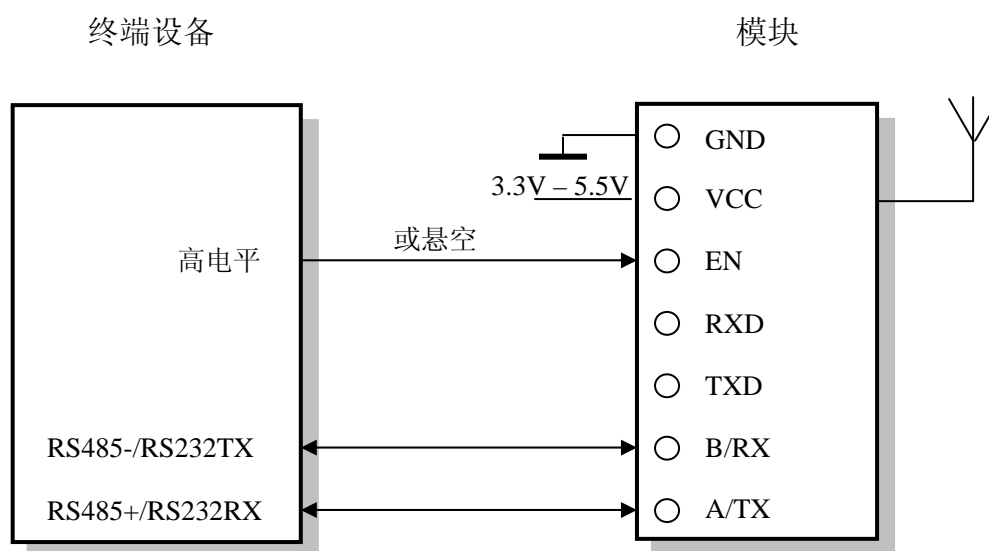 终端设备
模块
GND
3.3V – 5.5V
VCC
或悬空
高电平
EN
RXD
TXD
RS485-/RS232TX
B/RX
RS485+/RS232RX
A/TX